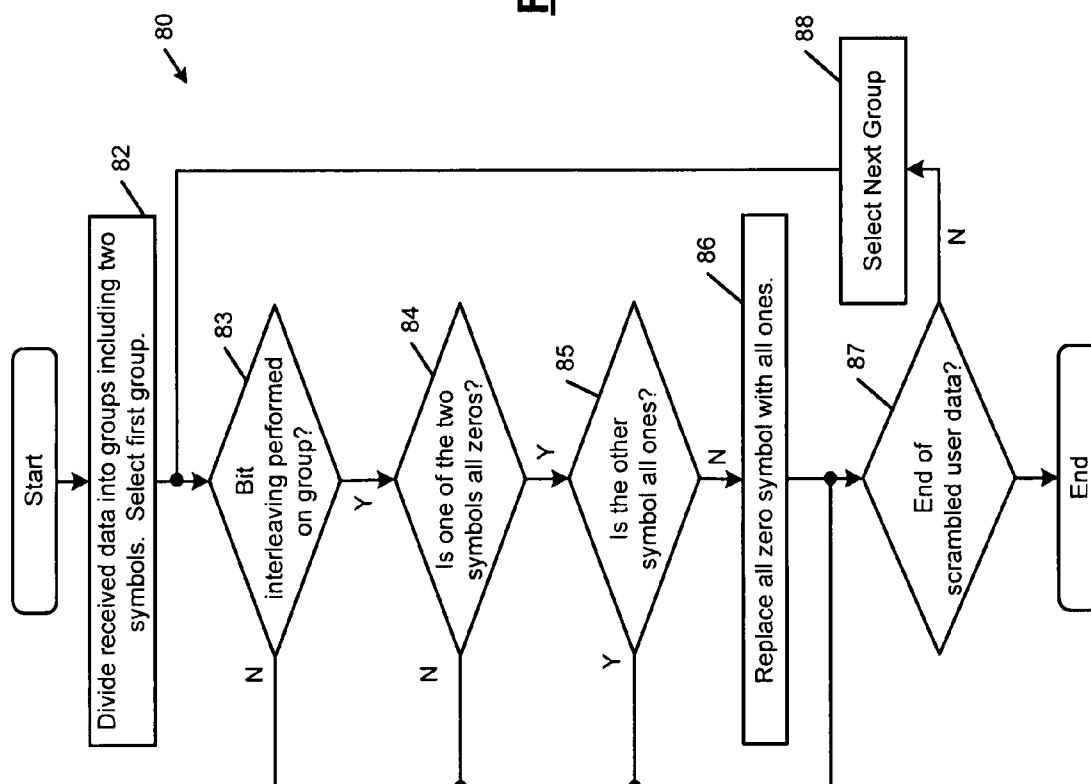 80
Start
82
Divide received data into groups including two
symbols.  Select first group.
83
Bit
interleaving performed
on group?
N
Y
84
Is one of the two
symbols all zeros?
N
Y
85
Is the other
symbol all ones?
Y
N
86
Replace all zero symbol with all ones.
87
End of
scrambled user data?
N
88
Select Next Group
End